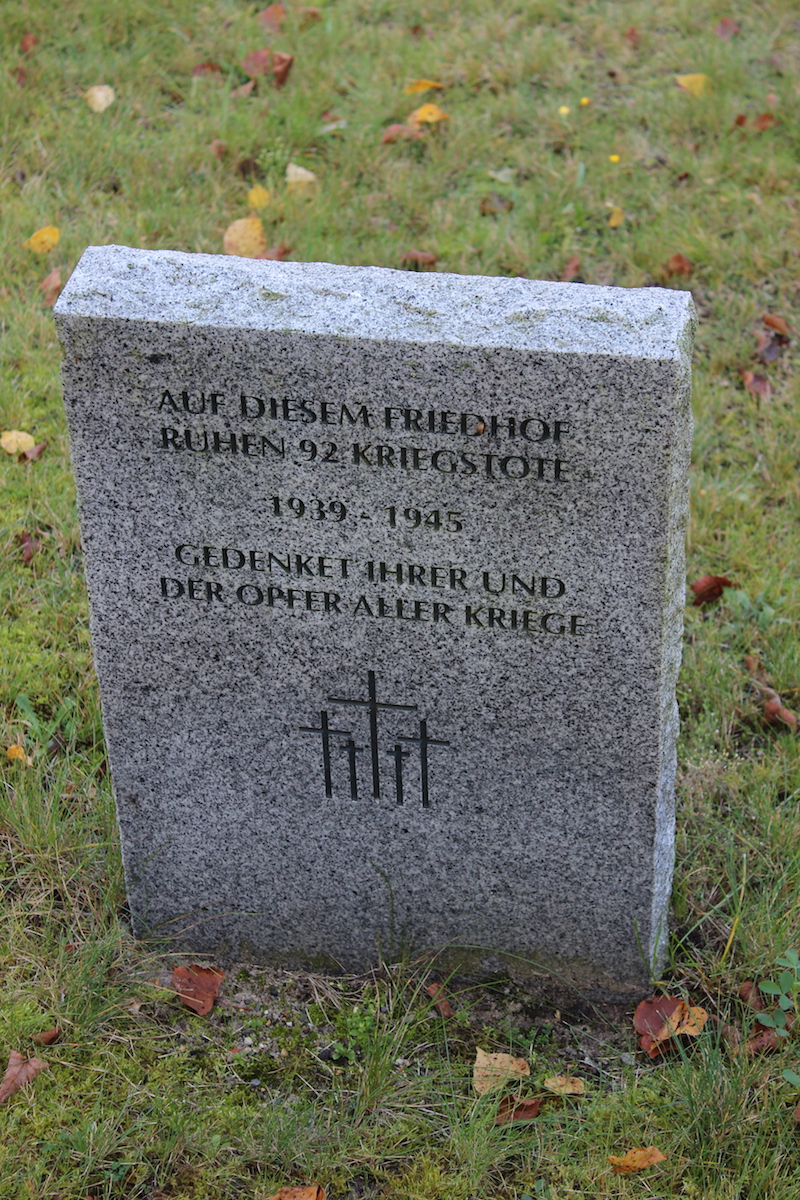 AUF DIESEM FRIEDHOF
RUHEN 92 KRIEGSTOTE
1939 - 1945
GEDENKET IHRER UND
DER OPFER ALLER KRIEGE